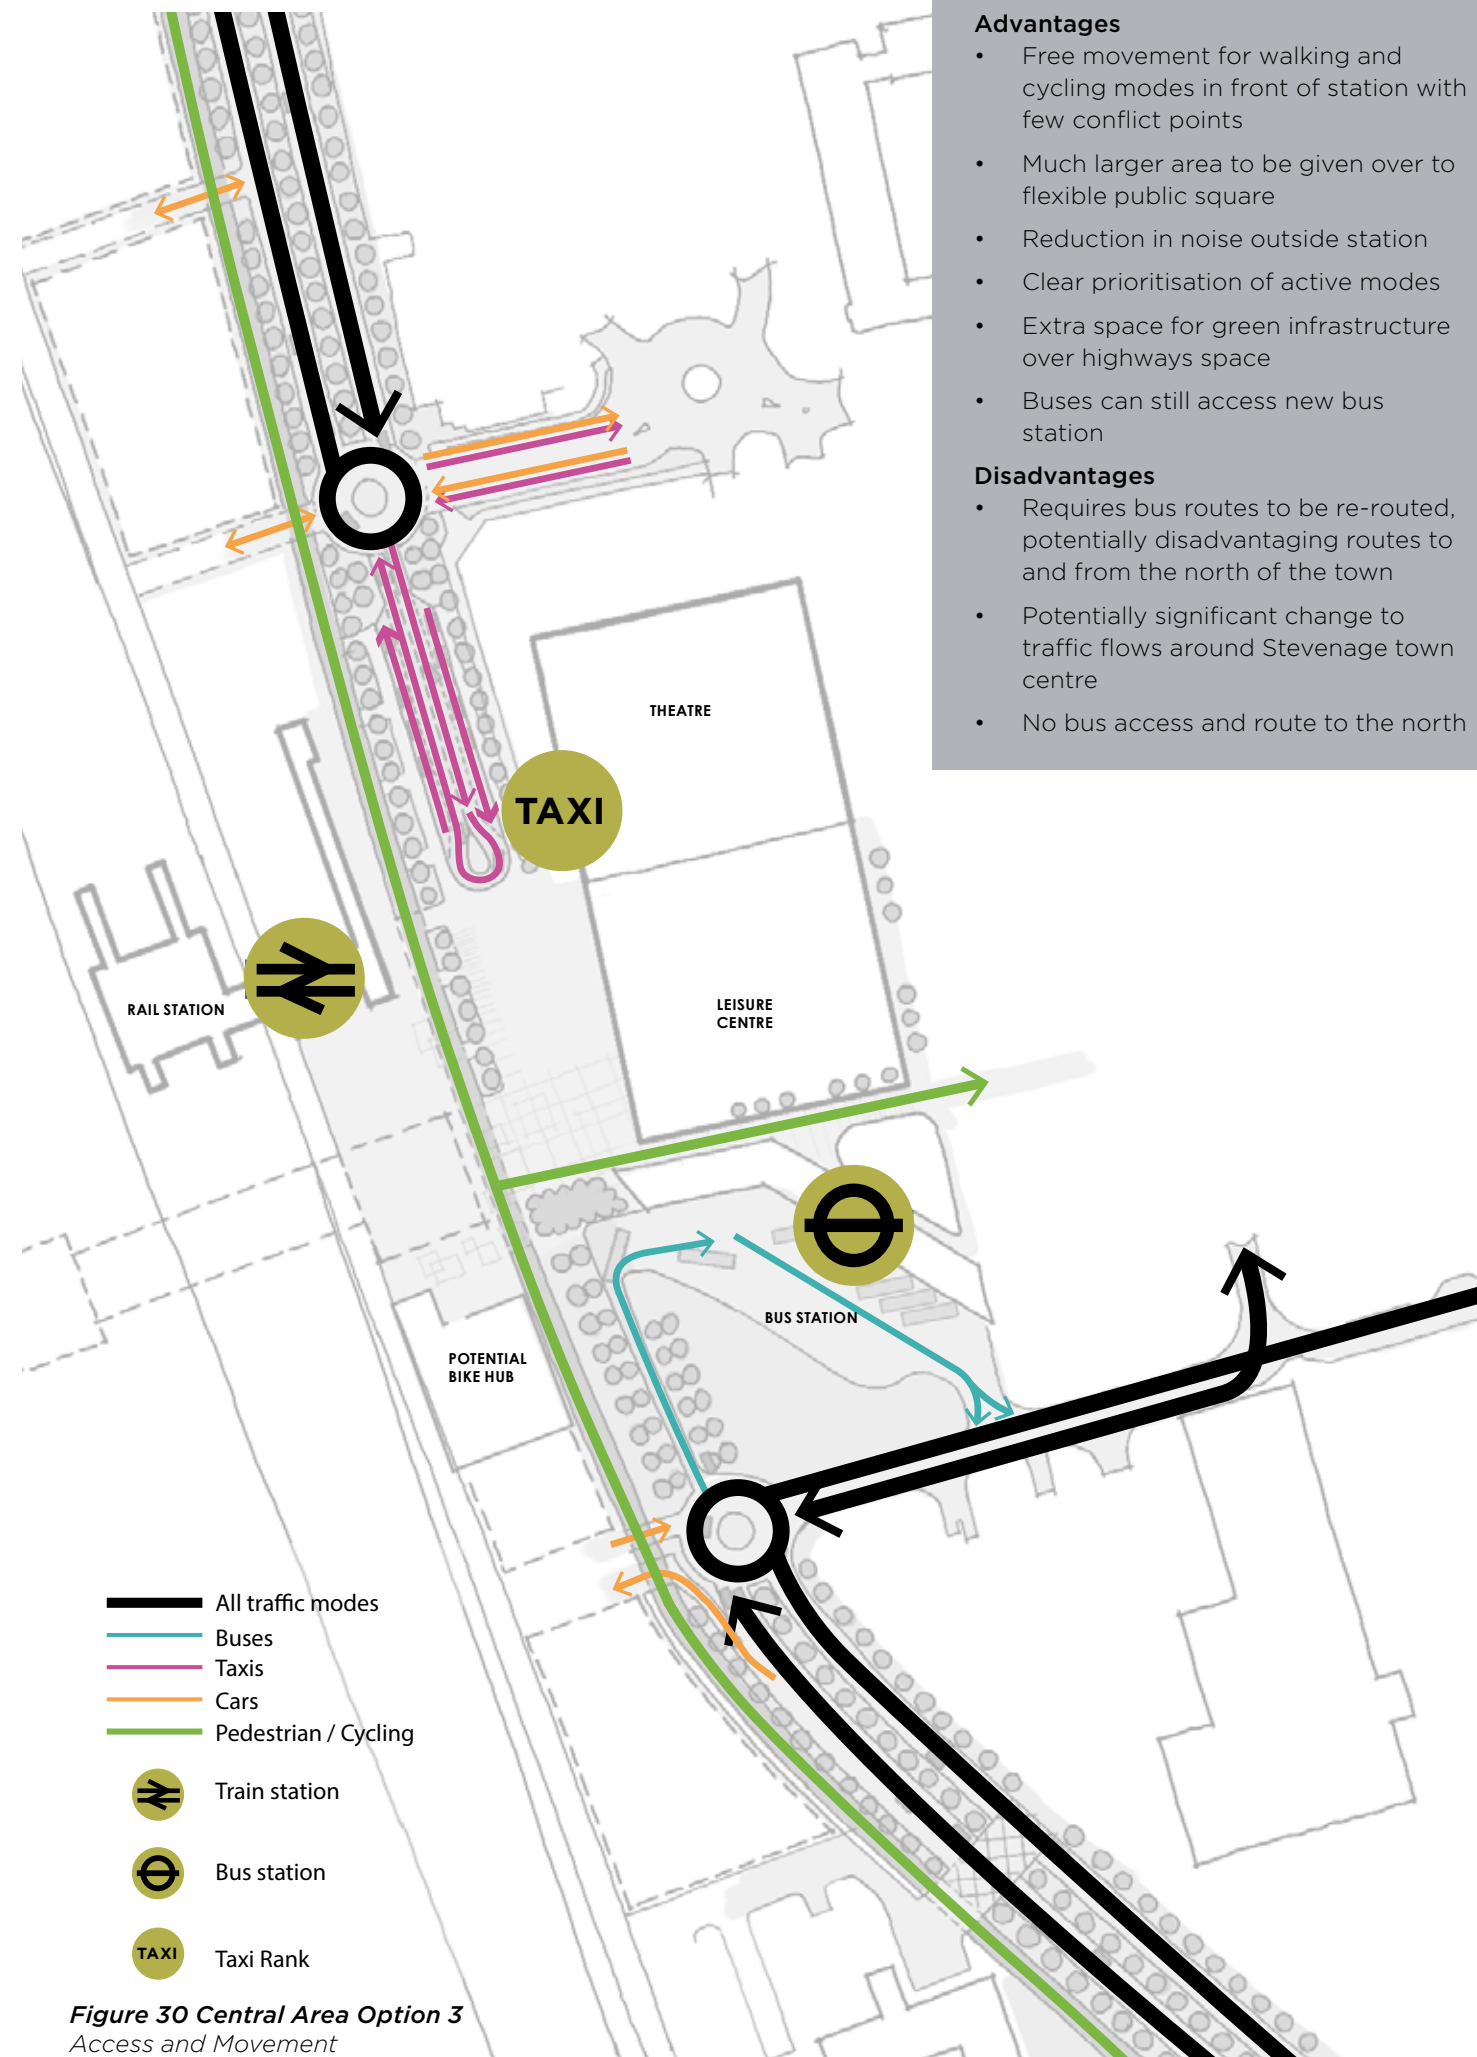 Advantages
• Free movement for walking and
cycling modes in front of station with
few conflict points
• Much larger area to be given over to
flexible public square
• Reduction in noise outside station
• Clear prioritisation of active modes
• Extra space for green infrastructure
over highways space
• Buses can still access new bus
station
Disadvantages
• Requires bus routes to be re-routed,
potentially disadvantaging routes to
and from the north of the town
• Potentially significant change to
traffic flows around Stevenage town
centre
• No bus access and route to the north
THEATRE
TAXI
RAIL STATION
LEISURE
CENTRE
BUS STATION
POTENTIAL
BIKE HUB
All traffic modes
Buses
Taxis
Cars
Pedestrian / Cycling
Train station
Bus station
TAXI
Taxi Rank
Figure 30 Central Area Option 3
Access and Movement